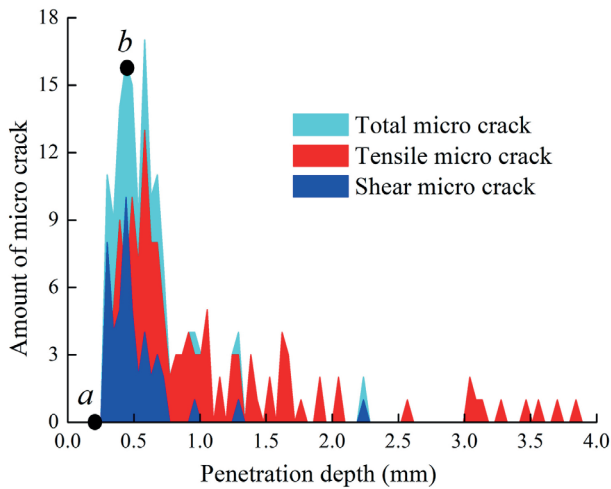 18
15
12
9
6
3
0
Amount of micro crack
b
a
Total micro crack
Tensile micro crack
Shear micro crack
0.0 0.5 1.0 1.5 2.0 2.5 3.0 3.5 4.0
Penetration depth (mm)